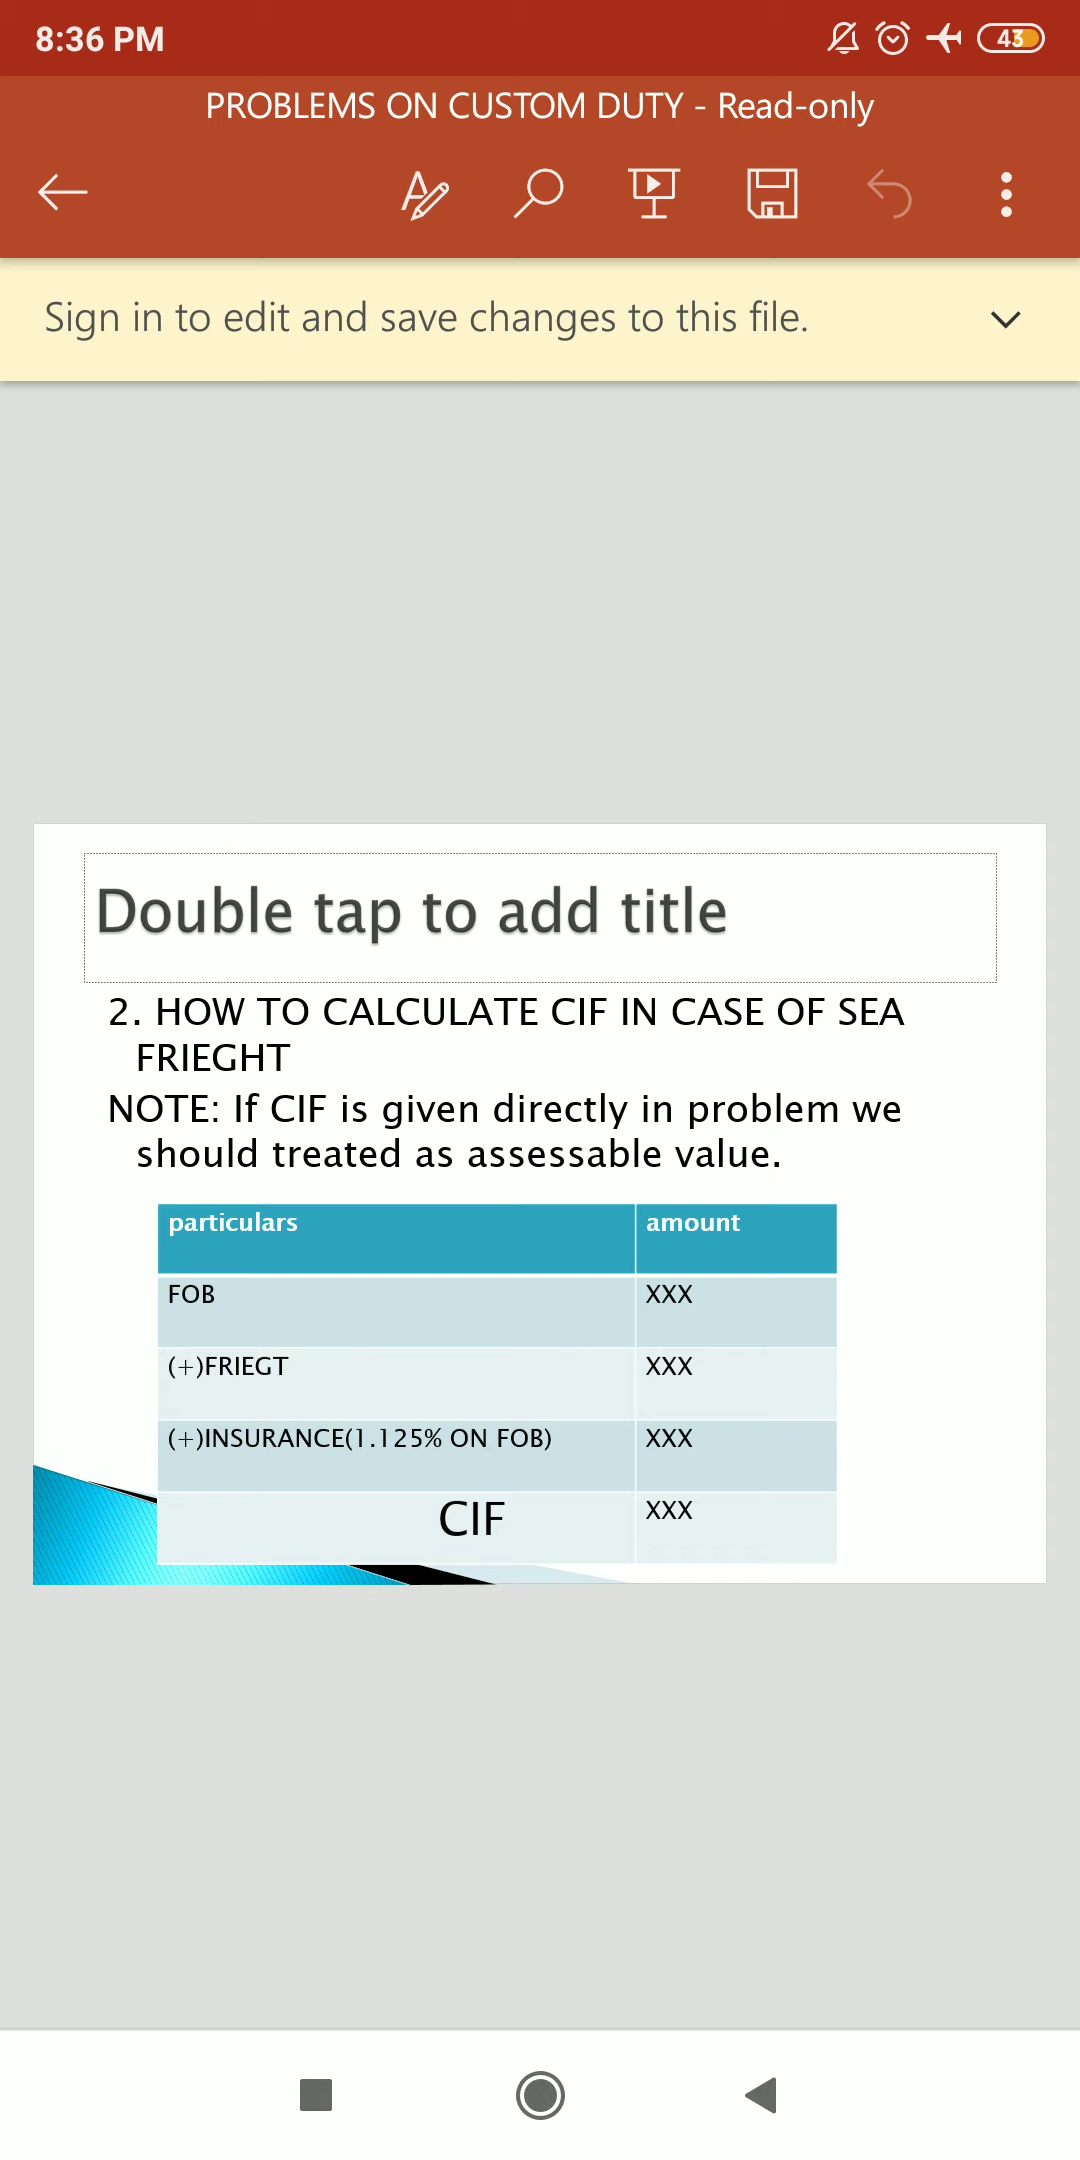 8:36 PM
43
PROBLEMS ON CUSTOM DUTY - Read-only
Sign in to edit and save changes to this file.
Double tap to add title
2. HOW TO CALCULATE CIF IN CASE OF SEA
FRIEGHT
NOTE: If CIF is given directly in problem we
should treated as assessable value.
particulars amount
FOB XXX
(+)FRIEGT XXX
(+)INSURANCE(1.125% ON FOB) XXX
CIF XXX